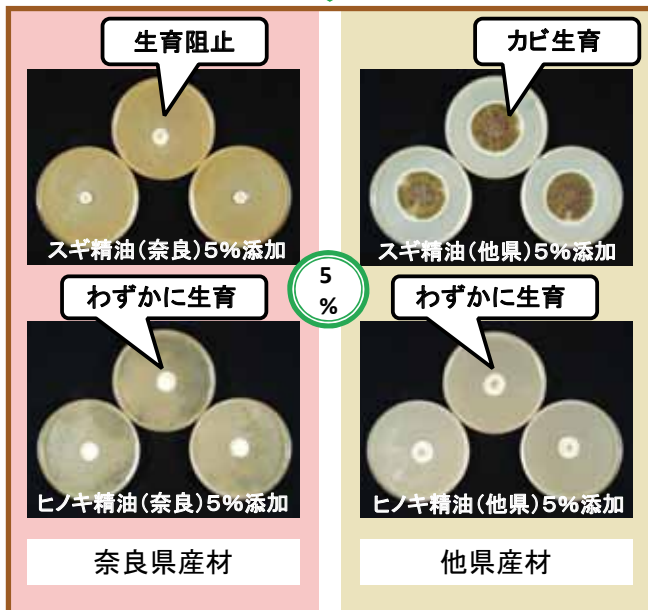 生育阻止
カビ生育
スギ精油(奈良)5%添加
スギ精油(他県)5%添加
5
%
わずかに生育
わずかに生育
ヒノキ精油(奈良)5%添加
ヒノキ精油(他県)5%添加
奈良県産材
他県産材